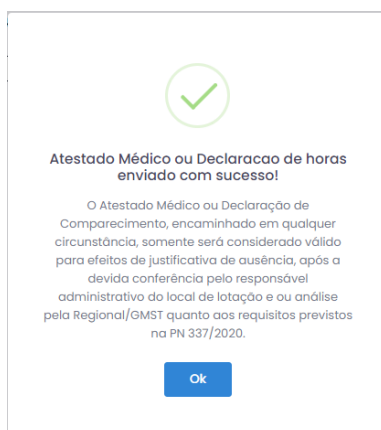 Atestado Médico ou Declaracao de horas
enviado com sucesso!
O Atestado Médico ou Declaração de
Comparecimento, encaminhado em qualquer
circunstância, somente será considerado válido
para efeitos de justificativa de ausência, após a
devida conferência pelo responsável
administrativo do local de lotação e ou análise
pela Regional/GMST quanto aos requisitos previstos
na PN 337/2020.
Ok